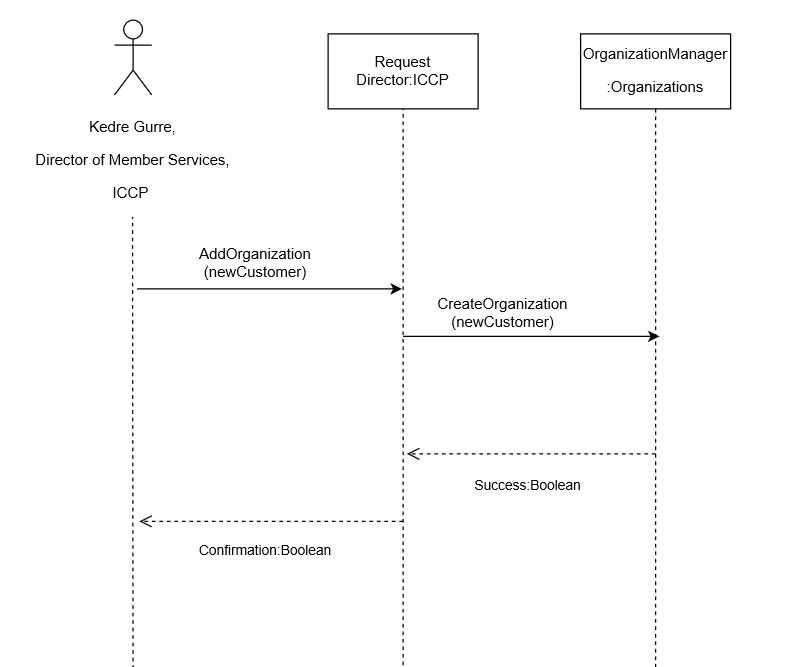 Request
Director:ICCP
OrganizationManager
:Organizations
Kedre Gurre,
Director of Member Services,
ICCP
AddOrganization
(newCustomer)
CreateOrganization
(newCustomer)
Success:Boolean
Confirmation:Boolean